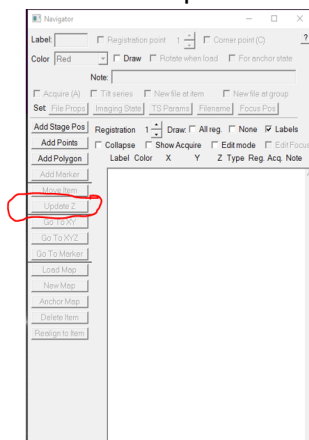 Navigator
Label: Registration point 1 Corner point (C) ?
Color Red Draw Rotate when load For anchor state
Note:
Acquire (A) Tilt series New file at item New file at group
Set: File Props Imaging State TS Params Filename Focus Pos
Add Stage Pos Registration 1 Draw: All reg. None Labels
Add Points Collapse Show Acquire Edit mode Edit Focus
Add Polygon Label Color X Y Z Type Reg. Acq. Note
Add Marker
Move Item
Update Z
Go To XY
Go To XYZ
Go To Marker
Load Map
New Map
Anchor Map
Delete Item
Realign to Item